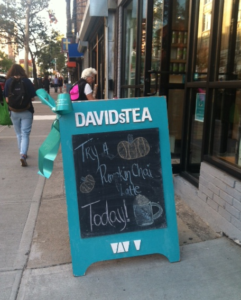 DAVIDsTEA
Try A
Pumpkin Chai
Latte
Today!